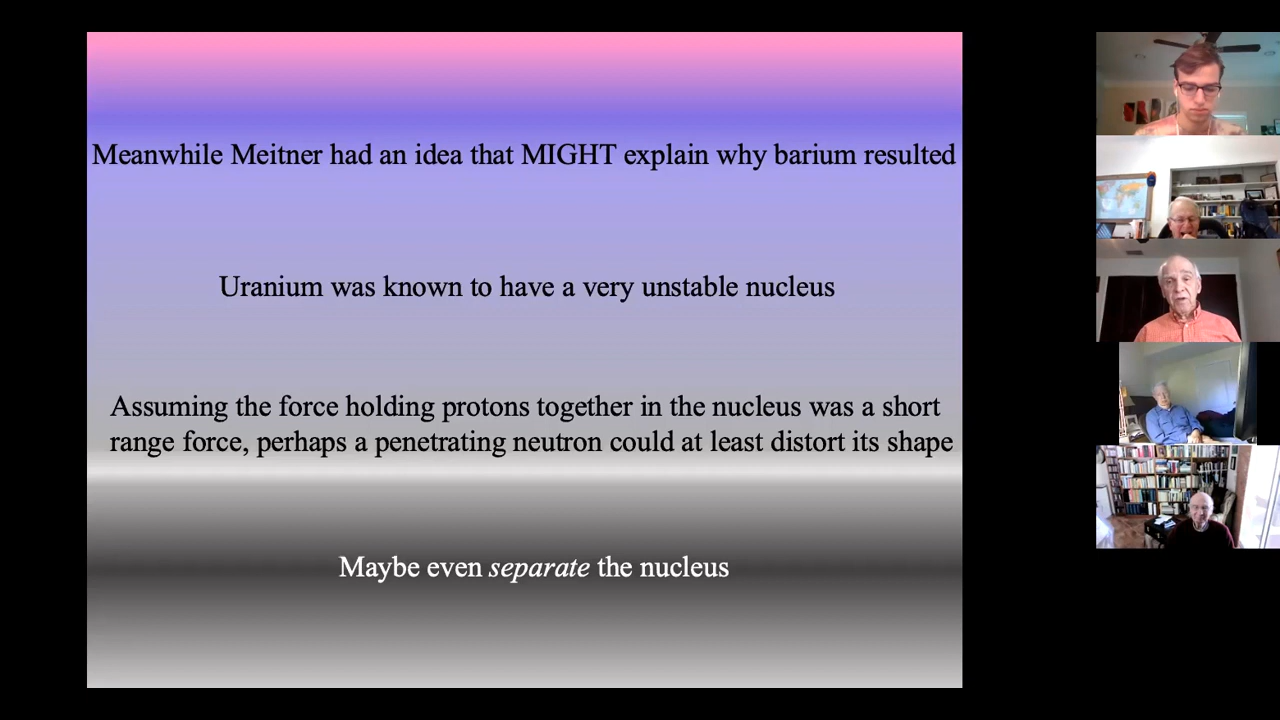 Meanwhile Meitner had an idea that MIGHT explain why barium resulted
Uranium was known to have a very unstable nucleus
Assuming the force holding protons together in the nucleus was a short
range force, perhaps a penetrating neutron could at least distort its shape
Maybe even separate the nucleus